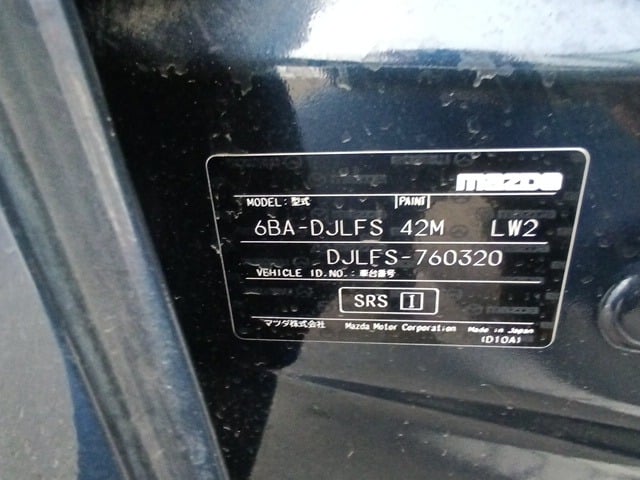 mazda
MODEL:型式 PAINT
6BA-DJLFS 42M LW2
DJLFS-760320
VEHICLE ID.NO.:車台番号
SRS I
マツダ株式会社 Mazda Motor Corporation Made in Japan
(D10A)